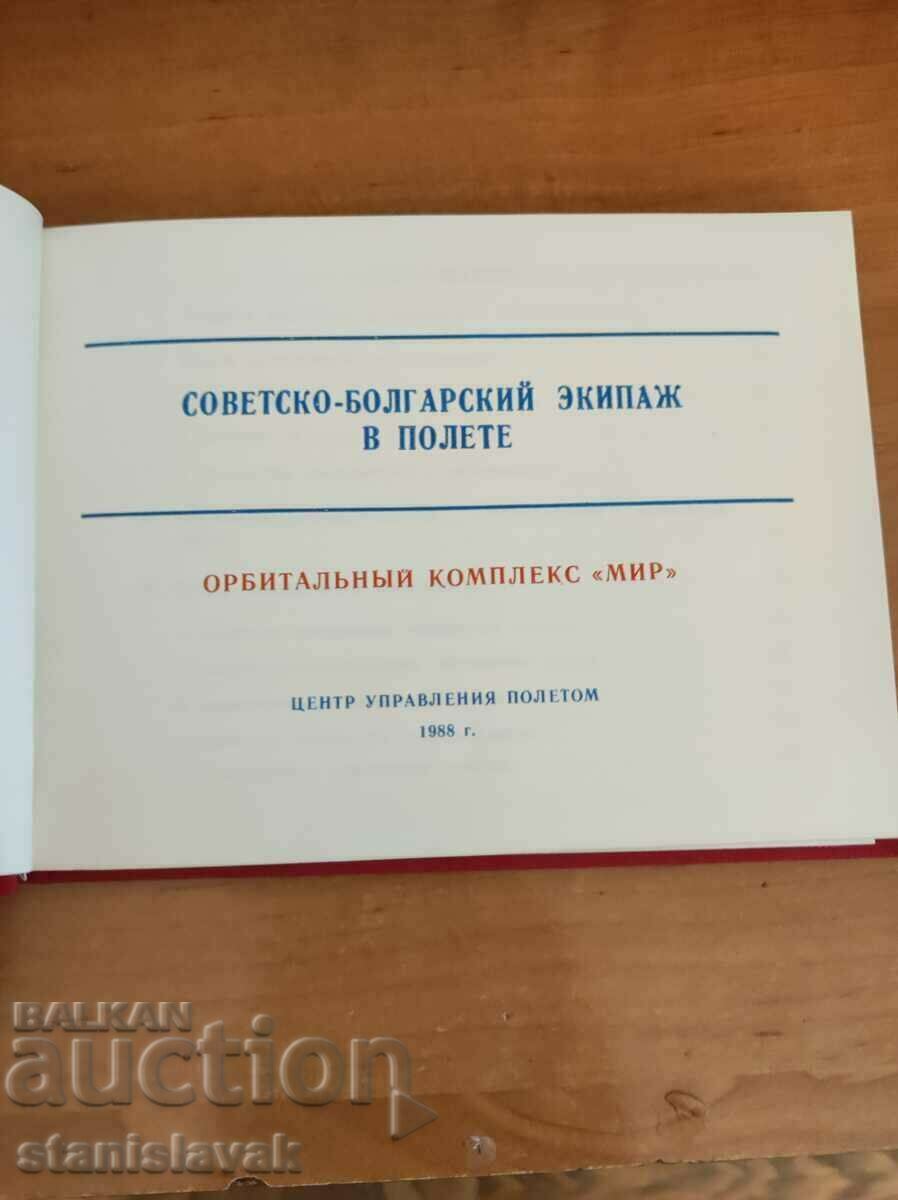 СОВЕТСКО-БОЛГАРСКИЙ ЭКИПАЖ
В ПОЛЕТЕ
ОРБИТАЛЬНЫЙ КОМПЛЕКС «МИР»
ЦЕНТР УПРАВЛЕНИЯ ПОЛЕТОМ
1988 г.
BALKAN
auction
stanislavak